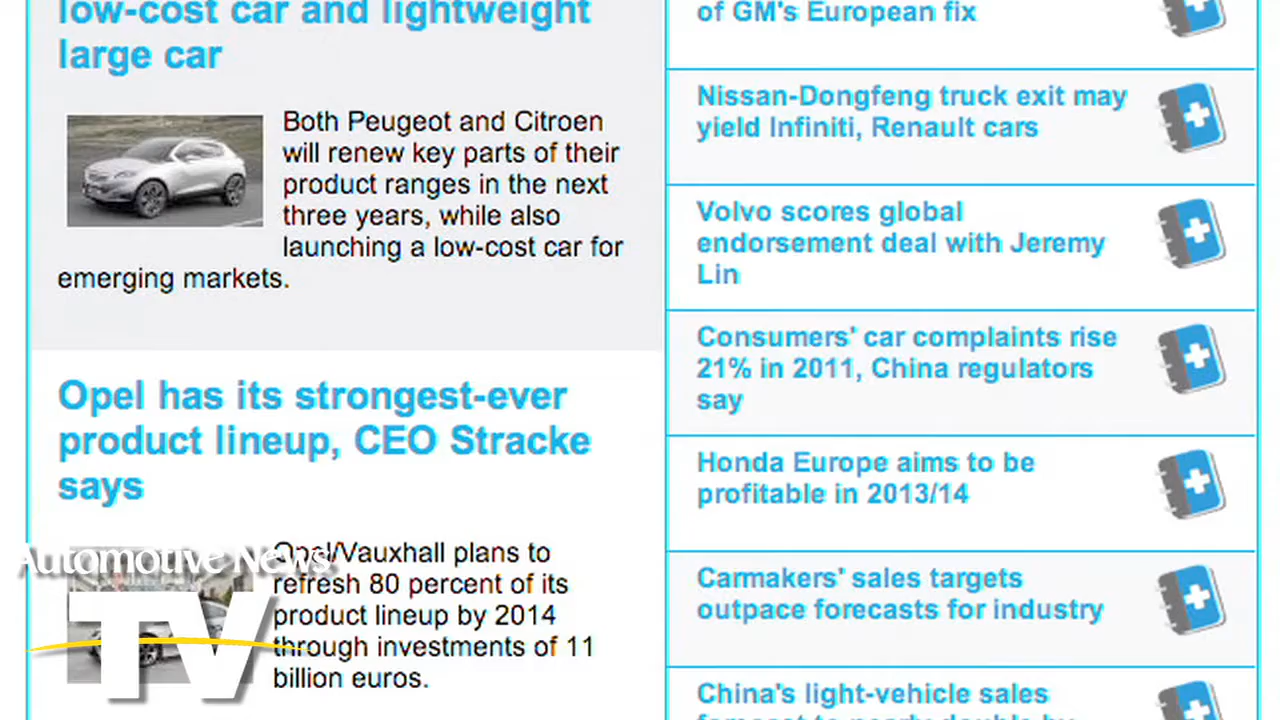 low-cost car and lightweight
large car
Both Peugeot and Citroen
will renew key parts of their
product ranges in the next
three years, while also
launching a low-cost car for
emerging markets.
Opel has its strongest-ever
product lineup, CEO Stracke
says
Opel/Vauxhall plans to
refresh 80 percent of its
product lineup by 2014
through investments of 11
billion euros.
Automotive News
TV
of GM's European fix
Nissan-Dongfeng truck exit may
yield Infiniti, Renault cars
Volvo scores global
endorsement deal with Jeremy
Lin
Consumers' car complaints rise
21% in 2011, China regulators
say
Honda Europe aims to be
profitable in 2013/14
Carmakers' sales targets
outpace forecasts for industry
China's light-vehicle sales
forecast to nearly double by